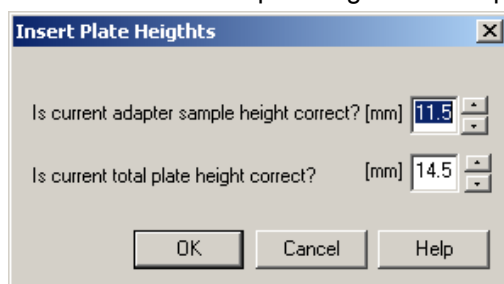 Insert Plate Heigthts
Is current adapter sample height correct? [mm] 11.5
Is current total plate height correct? [mm] 14.5
OK Cancel Help